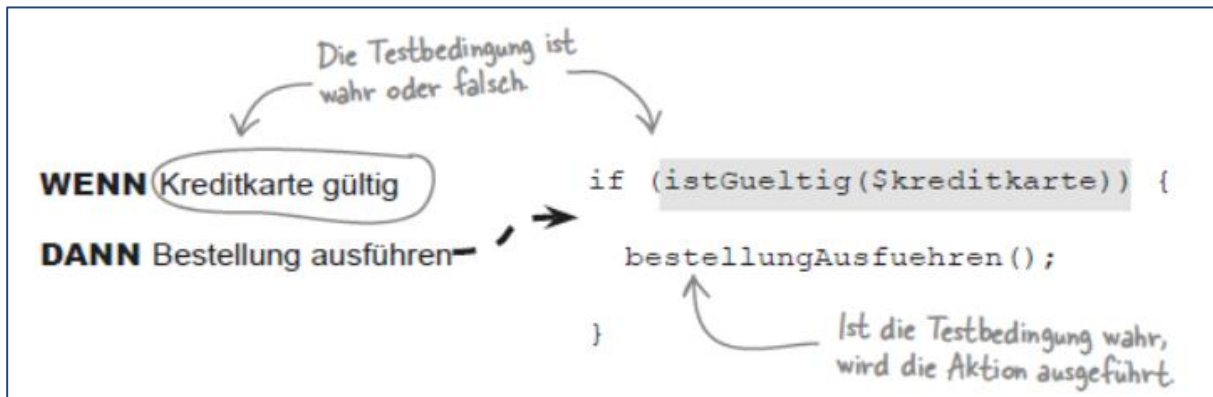 Die Testbedingung ist
wahr oder falsch.
WENN Kreditkarte gültig
DANN Bestellung ausführen
if (istGueltig($kreditkarte)) {
bestellungAusfuehren();
}
Ist die Testbedingung wahr,
wird die Aktion ausgeführt.